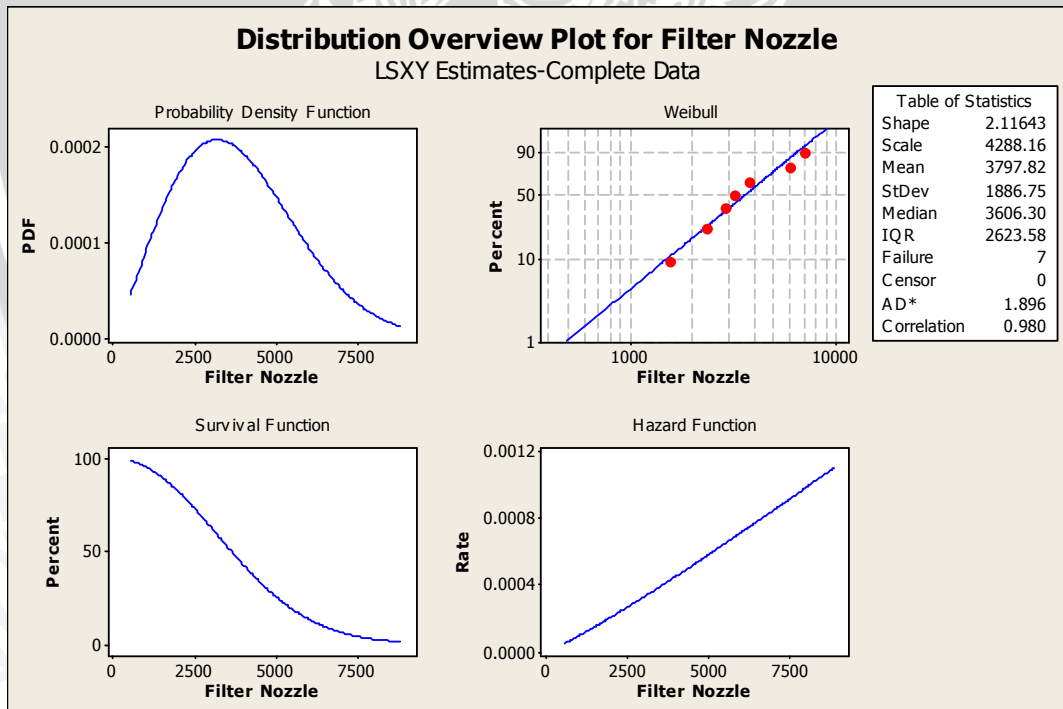 Distribution Overview Plot for Filter Nozzle
LSXY Estimates-Complete Data
Probability Density Function
0.0002
0.0001
0.0000
PDF
0 2500 5000 7500
Filter Nozzle
Weibull
90
50
10
1
Percent
1000 10000
Filter Nozzle
Table of Statistics
Shape 2.11643
Scale 4288.16
Mean 3797.82
StDev 1886.75
Median 3606.30
IQR 2623.58
Failure 7
Censor 0
AD* 1.896
Correlation 0.980
Survival Function
100
50
0
Percent
0 2500 5000 7500
Filter Nozzle
Hazard Function
0.0012
0.0008
0.0004
0.0000
Rate
0 2500 5000 7500
Filter Nozzle